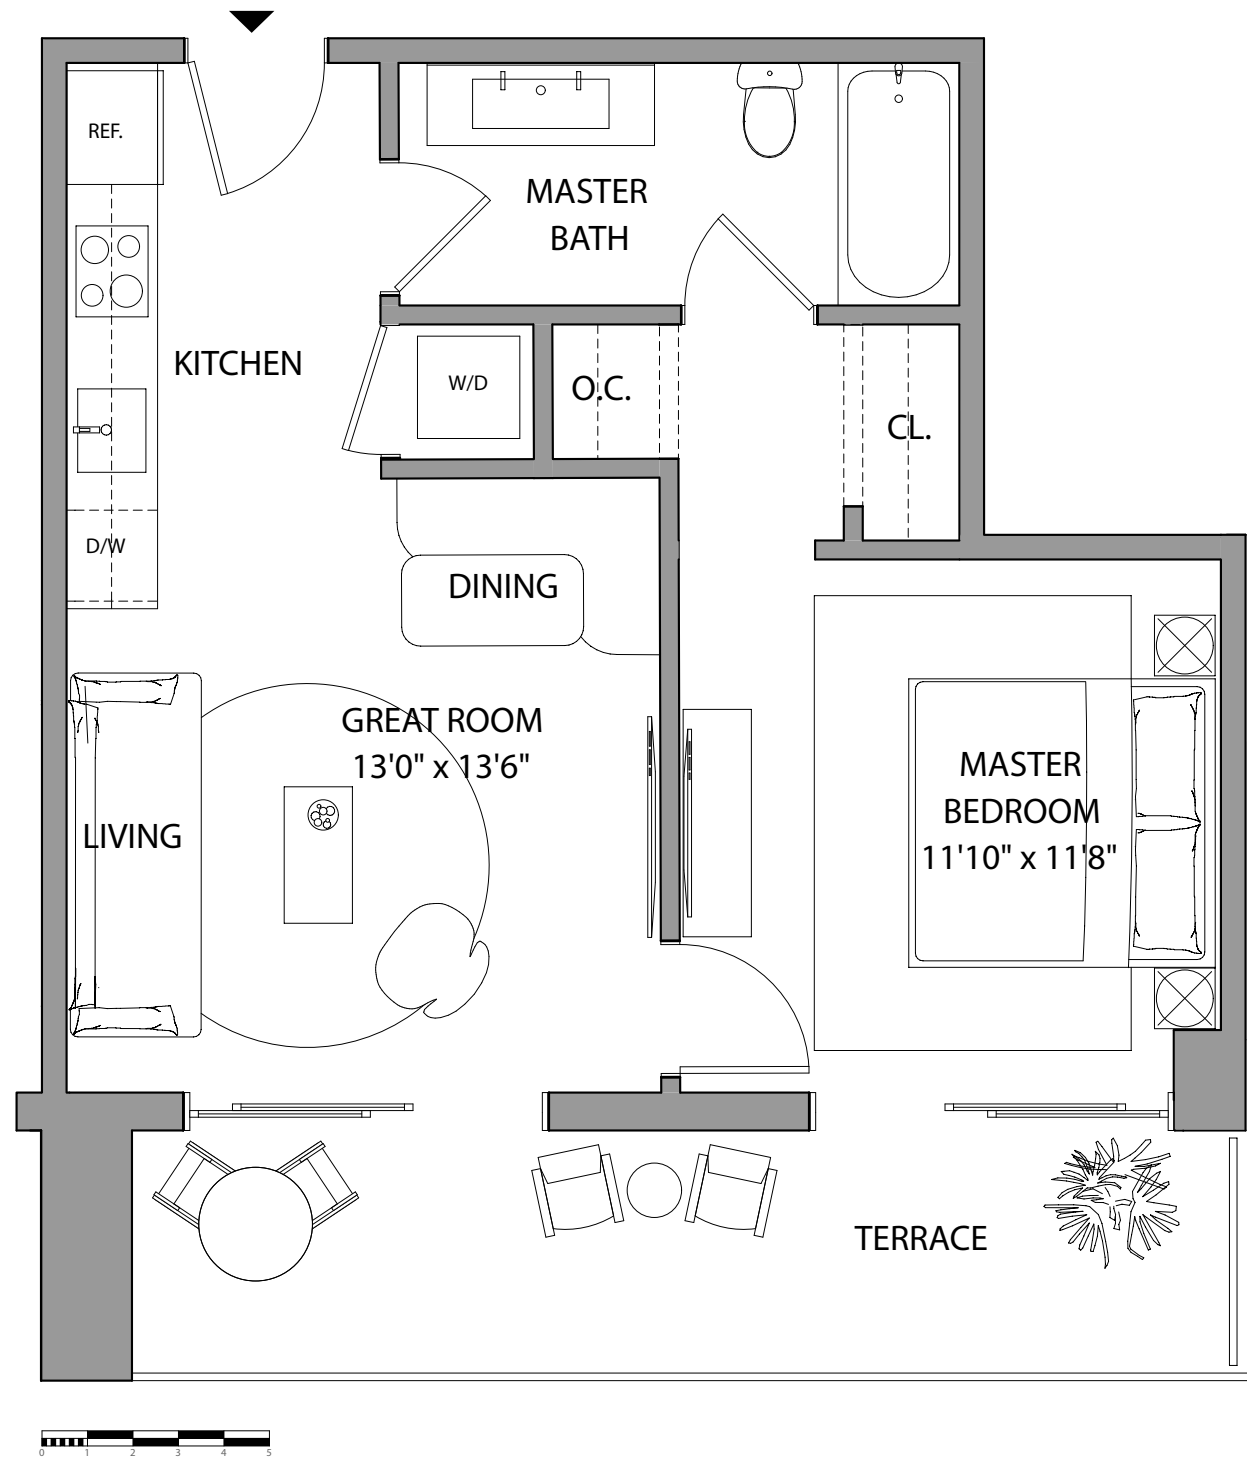 REF.
MASTER
BATH
KITCHEN
W/D
O.C.
CL.
D/W
DINING
GREAT ROOM
13'0" x 13'6"
LIVING
MASTER
BEDROOM
11'10" x 11'8"
TERRACE
0 1 2 3 4 5